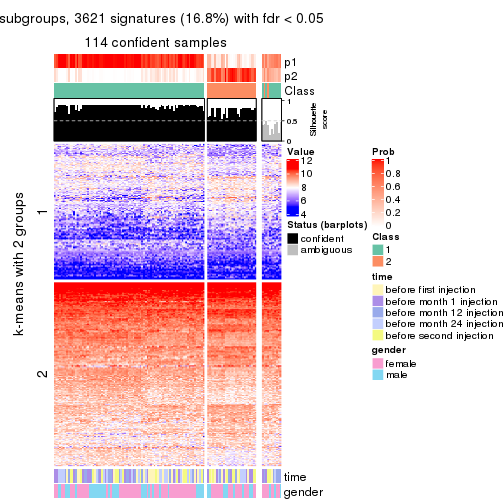 subgroups, 3621 signatures (16.8%) with fdr < 0.05
114 confident samples
p1
p2
Class
1
0.5
0
Silhouette
score
k-means with 2 groups
1
2
Value
12
10
8
6
4
Status (barplots)
confident
ambiguous
Prob
1
0.8
0.6
0.4
0.2
0
Class
1
2
time
before first injection
before month 1 injection
before month 12 injection
before month 24 injection
before second injection
gender
female
male
time
gender